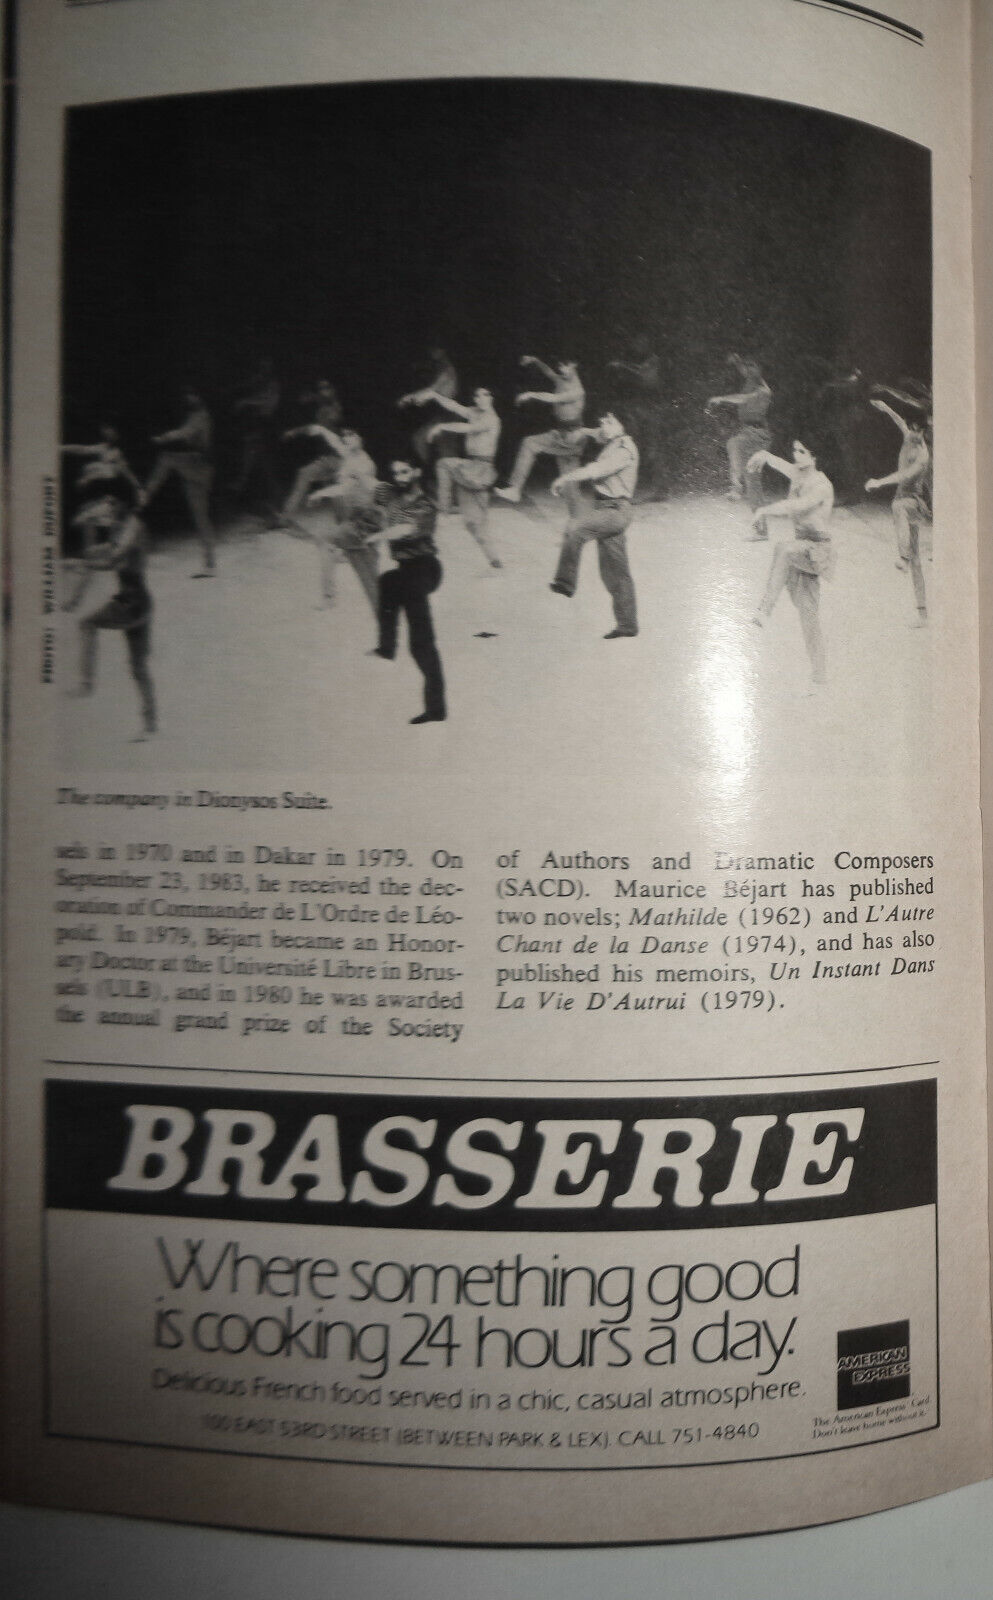 The company in Dionysos Suite.
sels in 1970 and in Dakar in 1979. On
September 23, 1983, he received the dec-
oration of Commander de L'Ordre de Léo-
pold. In 1979, Béjart became an Honor-
ary Doctor at the Université Libre in Brus-
sels (ULB), and in 1980 he was awarded
the annual grand prize of the Society
of Authors and Dramatic Composers
(SACD). Maurice Béjart has published
two novels; Mathilde (1962) and L'Autre
Chant de la Danse (1974), and has also
published his memoirs, Un Instant Dans
La Vie D'Autrui (1979).
BRASSERIE
Where something good
is cooking 24 hours a day.
Delicious French food served in a chic, casual atmosphere.
100 EAST 53RD STREET (BETWEEN PARK & LEX). CALL 751-4840
AMERICAN
EXPRESS
The American Express Card
Don't leave home without it.